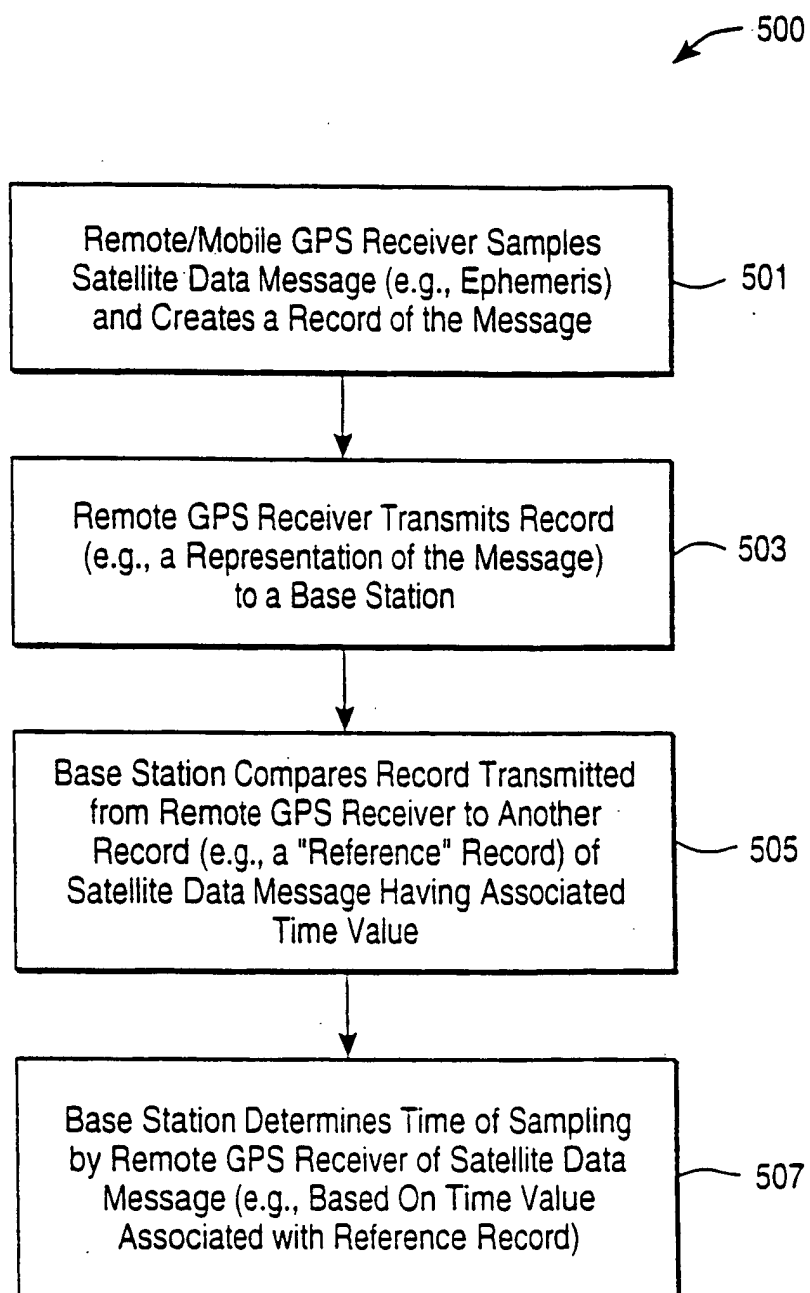 500
Remote/Mobile GPS Receiver Samples
Satellite Data Message (e.g., Ephemeris)
and Creates a Record of the Message
501
Remote GPS Receiver Transmits Record
(e.g., a Representation of the Message)
to a Base Station
503
Base Station Compares Record Transmitted
from Remote GPS Receiver to Another
Record (e.g., a "Reference" Record) of
Satellite Data Message Having Associated
Time Value
505
Base Station Determines Time of Sampling
by Remote GPS Receiver of Satellite Data
Message (e.g., Based On Time Value
Associated with Reference Record)
507